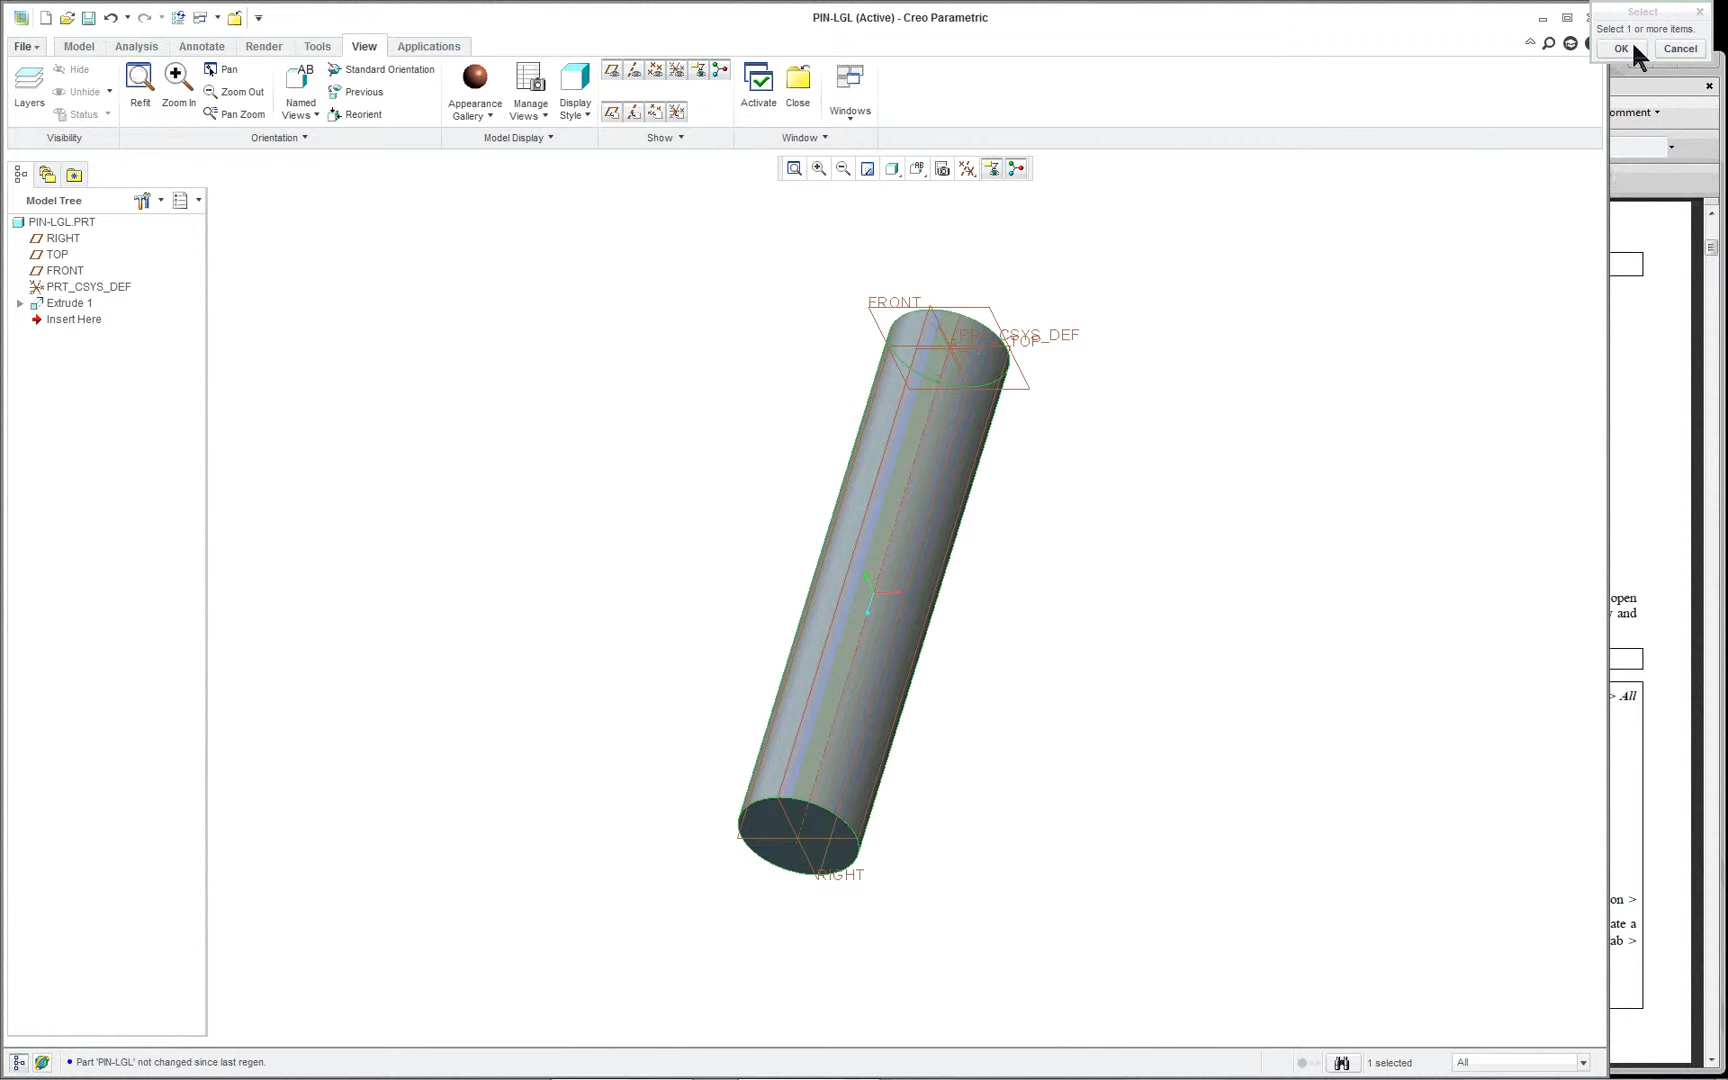 PIN-LGL (Active) - Creo Parametric
Select
Select 1 or more items.
OK
Cancel
File
Model
Analysis
Annotate
Render
Tools
View
Applications
Hide
Unhide
Status
Layers
Visibility
Refit
Zoom In
Pan
Zoom Out
Pan Zoom
Named
Views
Standard Orientation
Previous
Reorient
Orientation
Appearance
Gallery
Manage
Views
Display
Style
Model Display
Show
Activate
Close
Windows
Window
omment
Model Tree
PIN-LGL.PRT
RIGHT
TOP
FRONT
PRT_CSYS_DEF
Extrude 1
Insert Here
FRONT
PRT_CSYS_DEF
TOP
RIGHT
open
y and
> All
on >
ate a
ab >
Part 'PIN-LGL' not changed since last regen.
1 selected
All